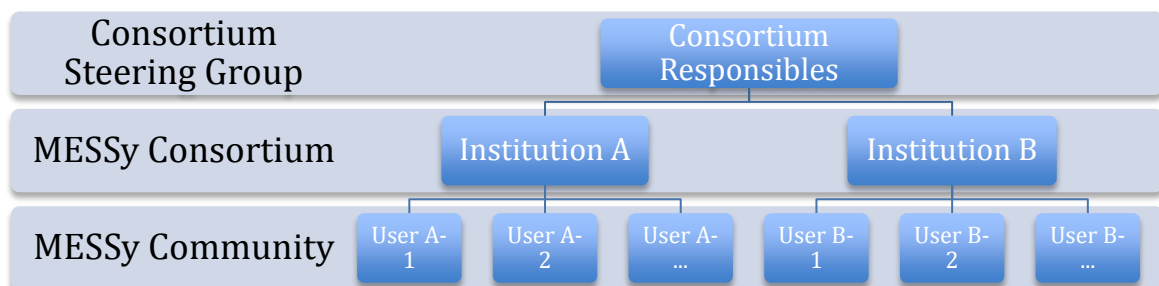 Consortium
Steering Group
Consortium
Responsibles
MESSy Consortium
Institution A
Institution B
MESSy Community
User A-
1
User A-
2
User A-
...
User B-
1
User B-
2
User B-
...